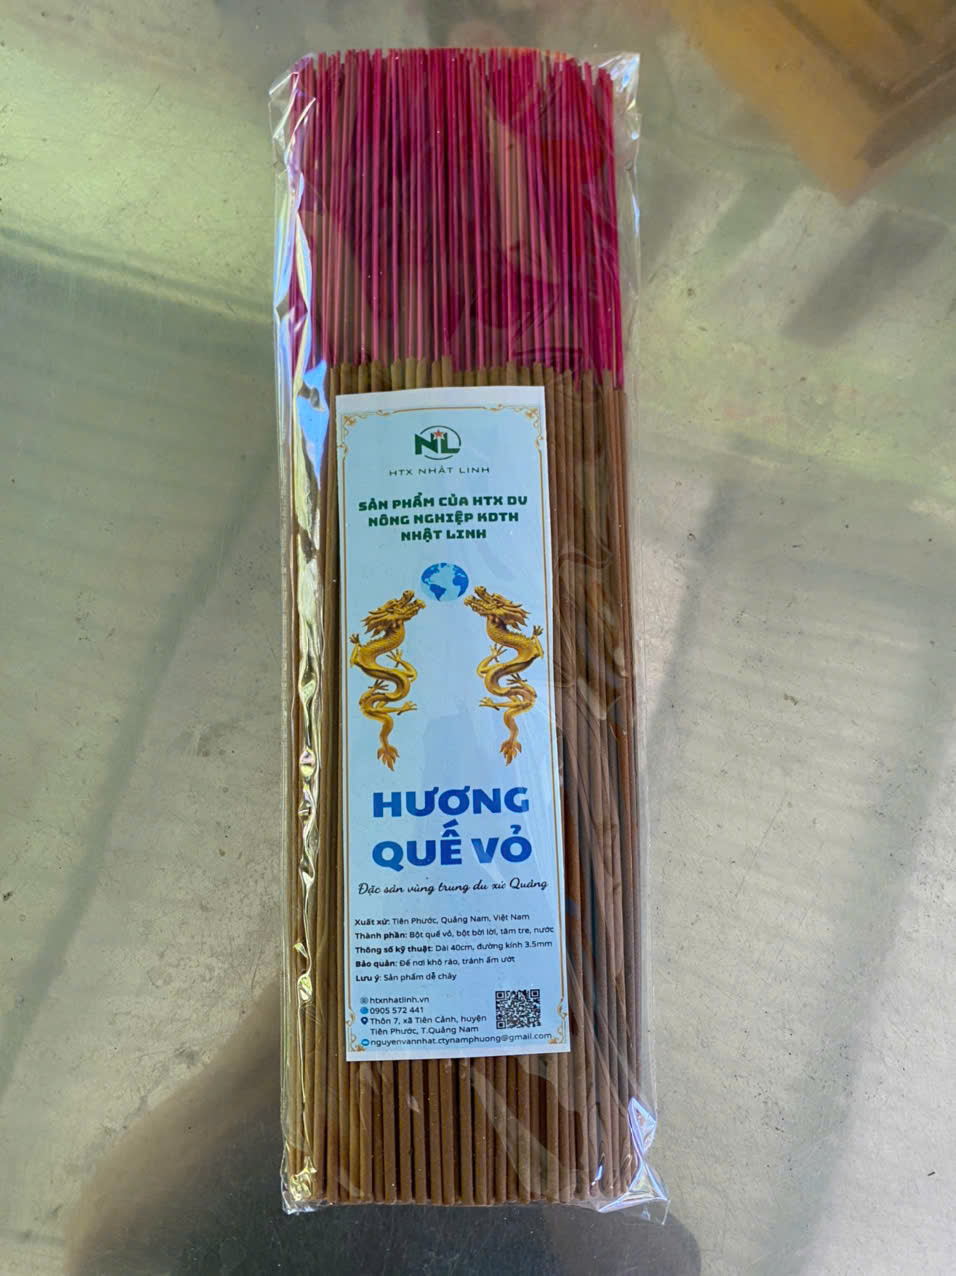 NL
HTX NHẬT LINH
SẢN PHẨM CỦA HTX DV
NÔNG NGHIỆP KDTH
NHẬT LINH
HƯƠNG
QUẾ VỎ
Đặc sản vùng trung du xứ Quảng
Xuất xứ: Tiên Phước, Quảng Nam, Việt Nam
Thành phần: Bột quế vỏ, bột bời lời, tăm tre, nước
Thông số kỹ thuật: Dài 40cm, đường kính 3.5mm
Bảo quản: Để nơi khô ráo, tránh ẩm ướt
Lưu ý: Sản phẩm dễ cháy
htxnhatlinh.vn
0905 572 441
Thôn 7, xã Tiên Cảnh, huyện
Tiên Phước, T.Quảng Nam
nguyenvannhat.ctynamphuong@gmail.com